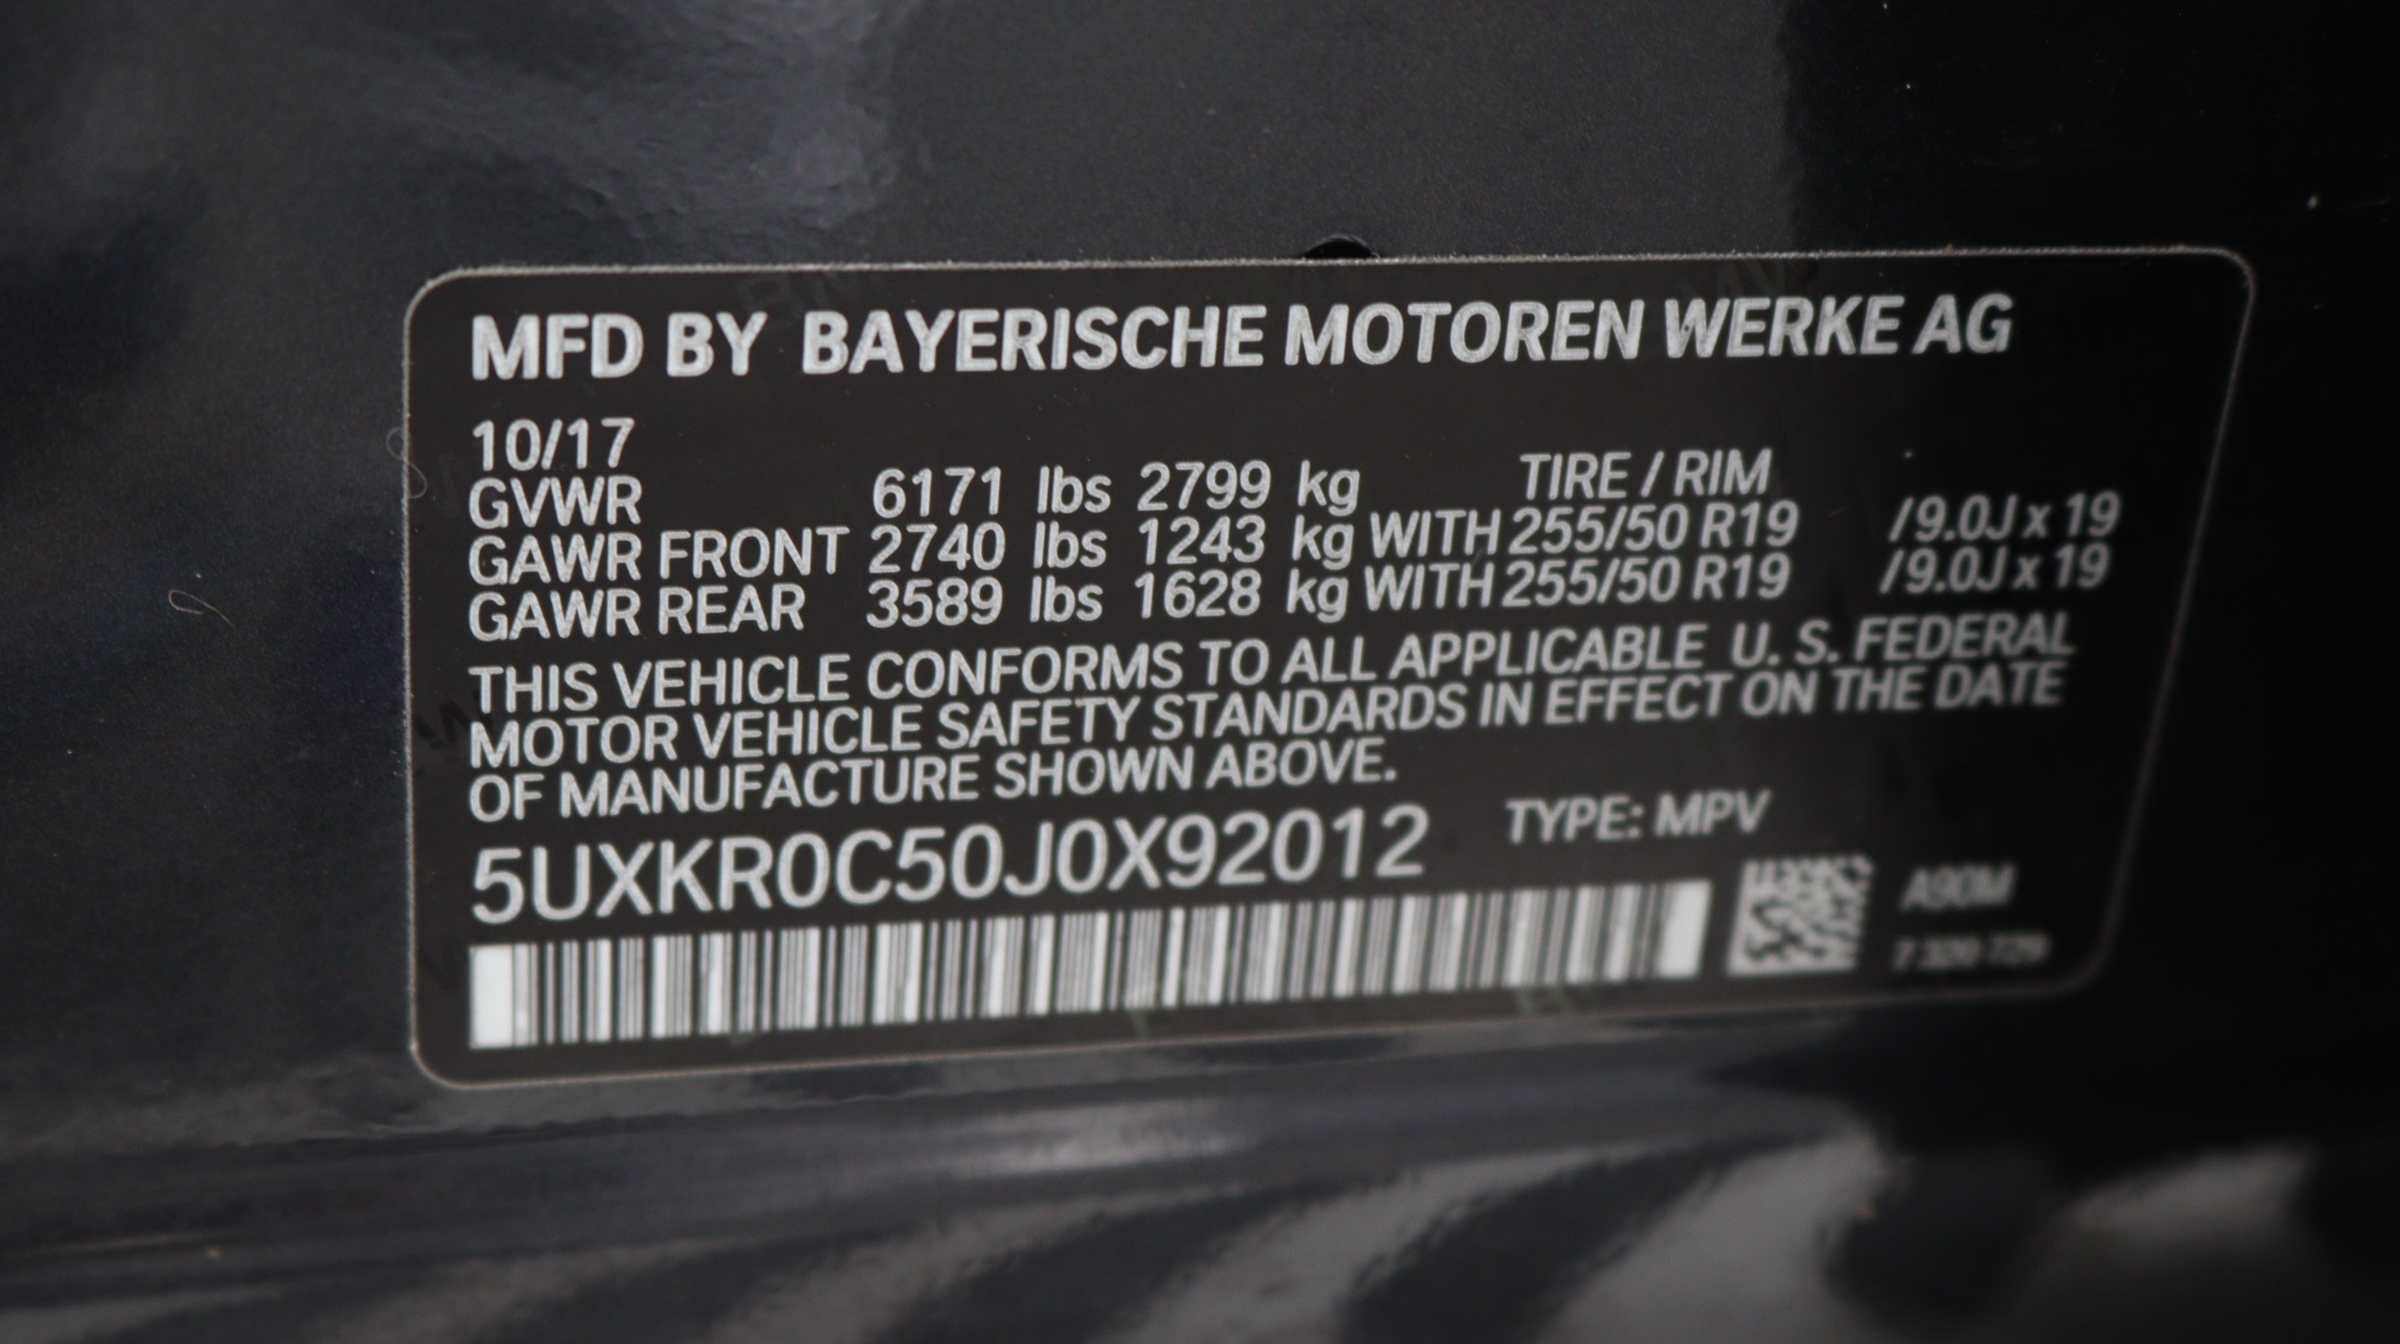 MFD BY BAYERISCHE MOTOREN WERKE AG
10/17
GVWR 6171 lbs 2799 kg TIRE / RIM
GAWR FRONT 2740 lbs 1243 kg WITH 255/50 R19 /9.0J x 19
GAWR REAR 3589 lbs 1628 kg WITH 255/50 R19 /9.0J x 19
THIS VEHICLE CONFORMS TO ALL APPLICABLE U. S. FEDERAL
MOTOR VEHICLE SAFETY STANDARDS IN EFFECT ON THE DATE
OF MANUFACTURE SHOWN ABOVE.
5UXKR0C50J0X92012 TYPE: MPV
A90M